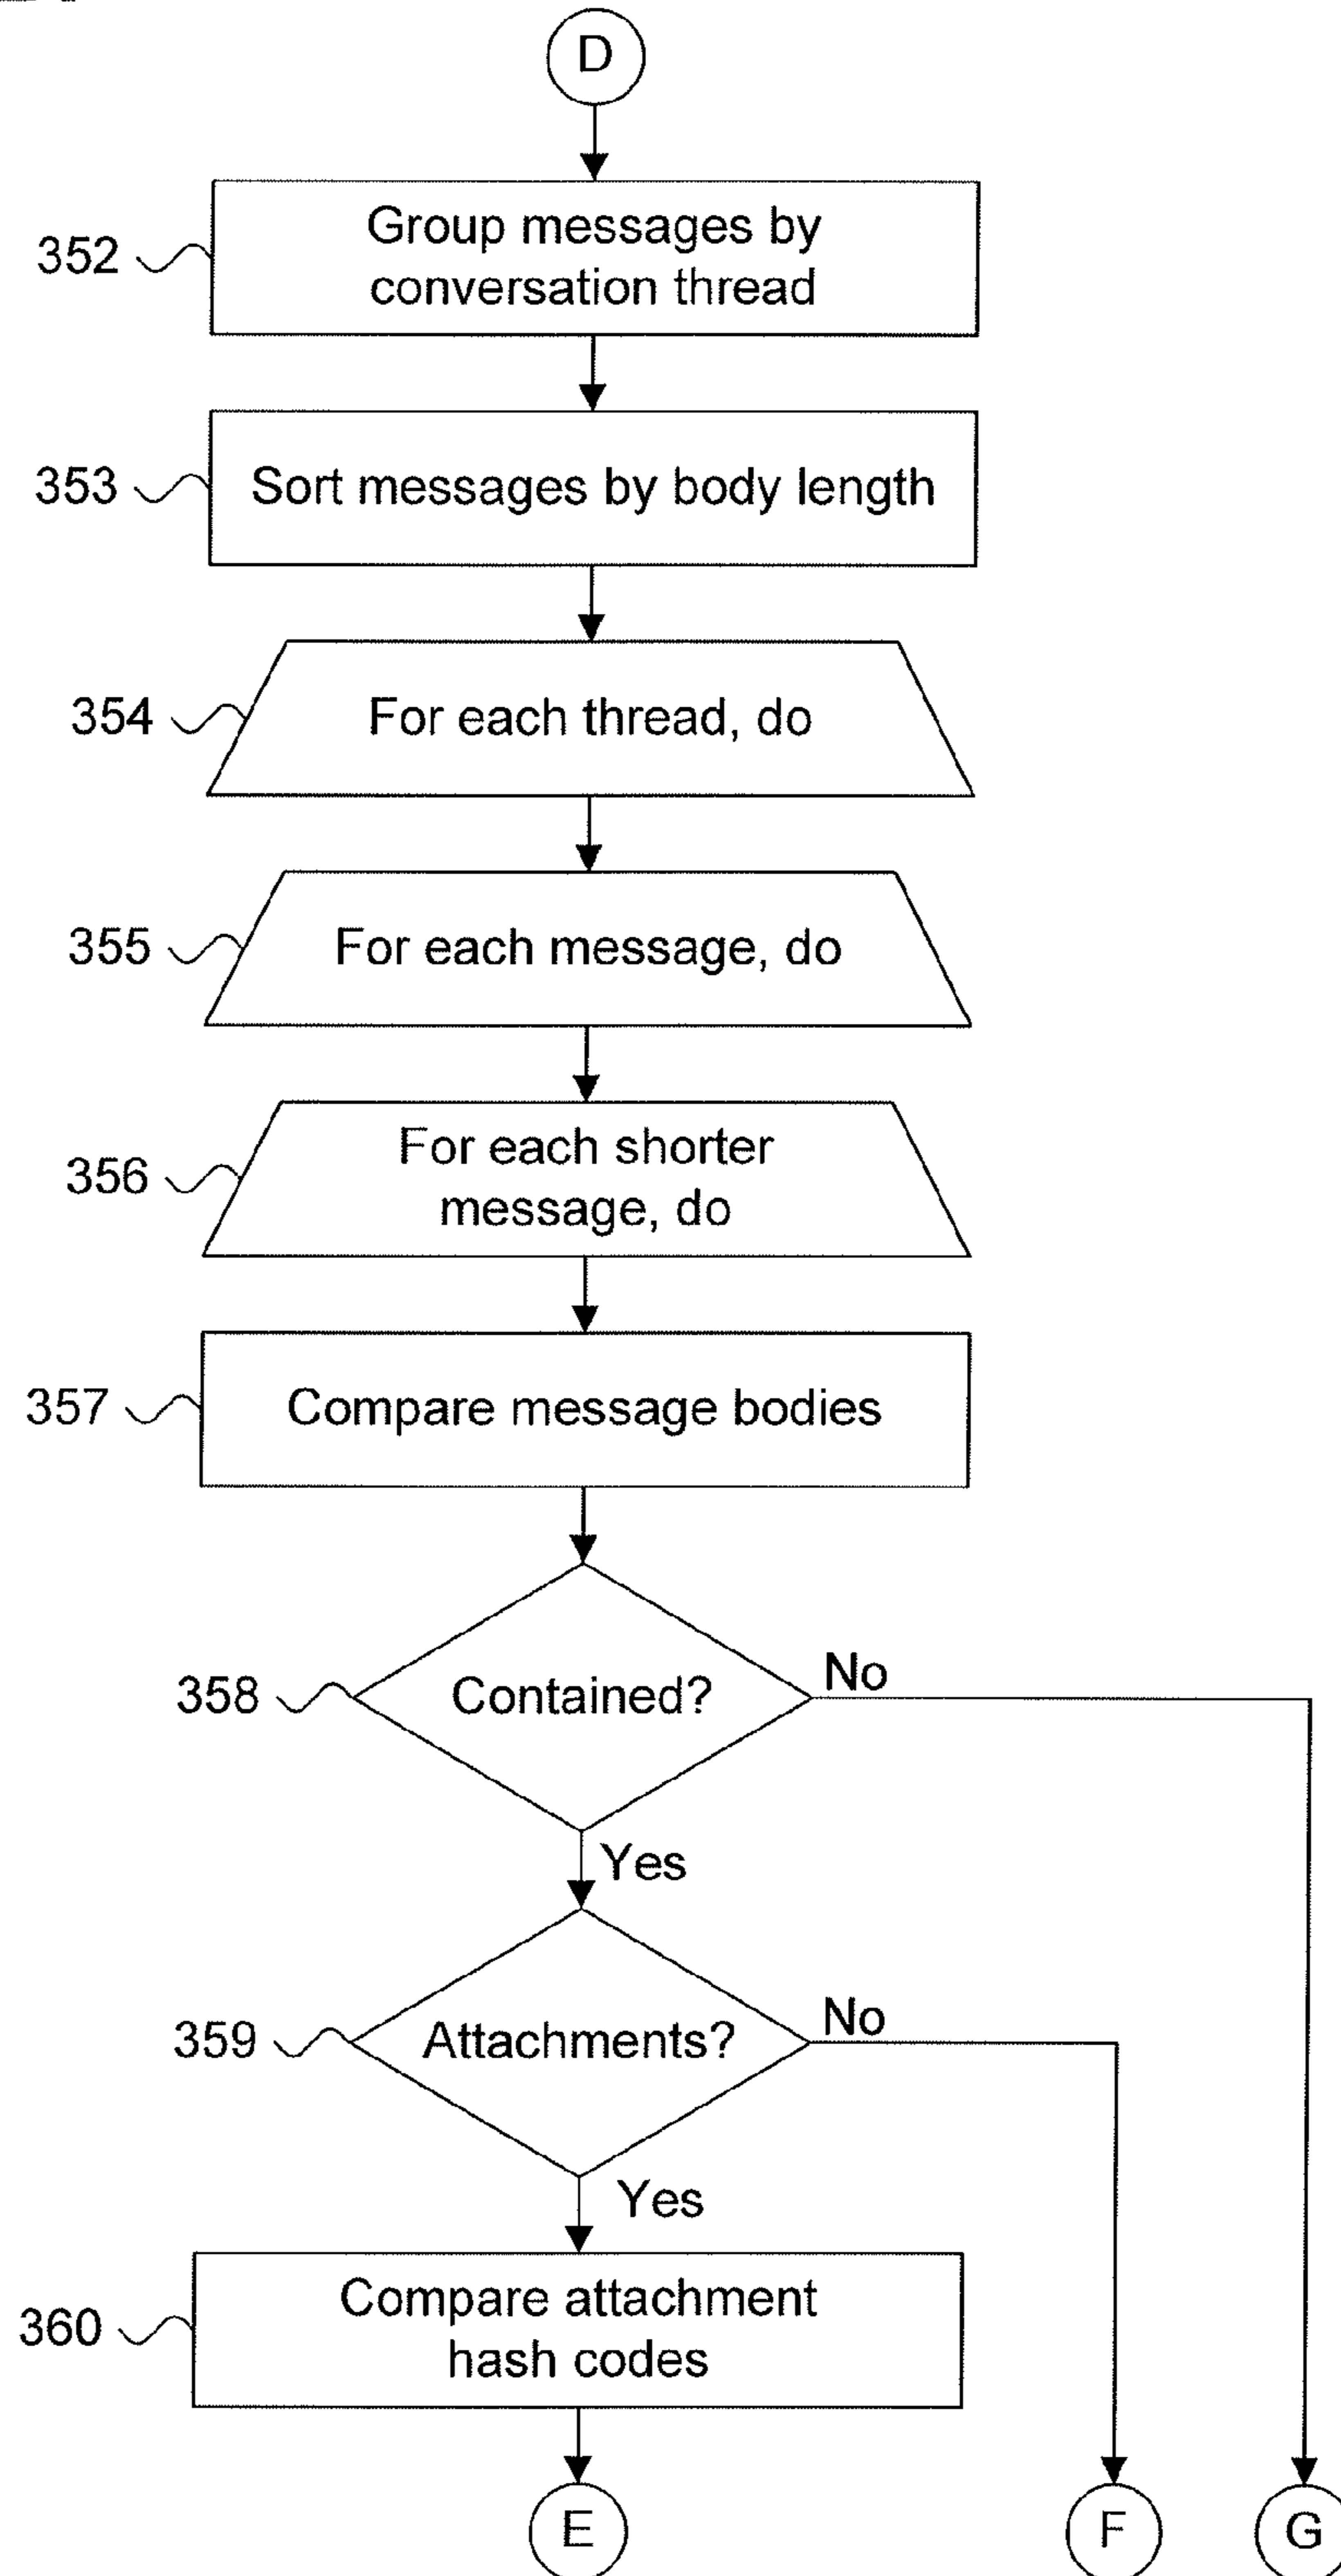 D
352
Group messages by
conversation thread
353
Sort messages by body length
354
For each thread, do
355
For each message, do
356
For each shorter
message, do
357
Compare message bodies
358
Contained?
No
Yes
359
Attachments?
No
Yes
360
Compare attachment
hash codes
E
F
G